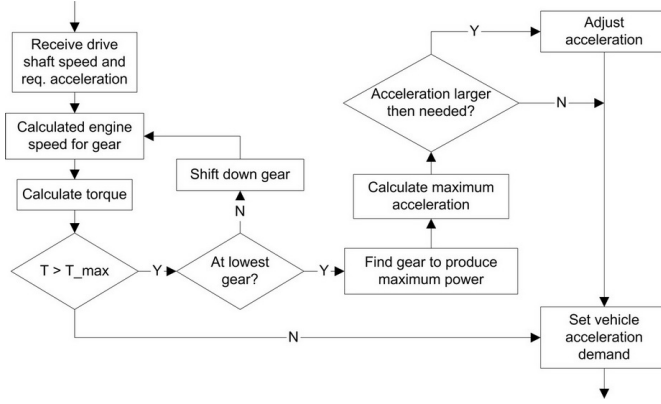 Receive drive
shaft speed and
req. acceleration
Calculated engine
speed for gear
Calculate torque
T > T_max
Y
N
At lowest
gear?
N
Shift down gear
Y
Find gear to produce
maximum power
Calculate maximum
acceleration
Acceleration larger
then needed?
Y
N
Adjust
acceleration
Set vehicle
acceleration
demand